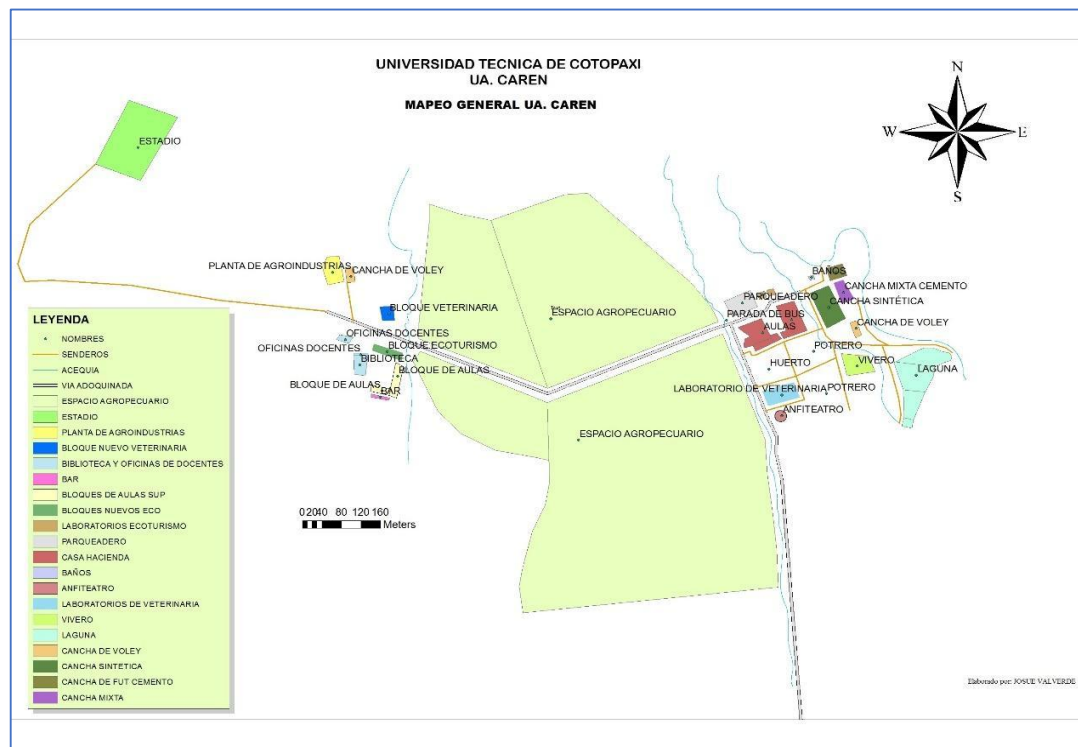 UNIVERSIDAD TECNICA DE COTOPAXI
UA. CAREN
MAPEO GENERAL UA. CAREN
N
W
E
S
ESTADIO
PLANTA DE AGROINDUSTRIAS
CANCHA DE VOLEY
BLOQUE VETERINARIA
OFICINAS DOCENTES
OFICINAS DOCENTES
BLOQUE ECOTURISMO
BIBLIOTECA
BLOQUE DE AULAS
BLOQUE DE AULAS
BAR
ESPACIO AGROPECUARIO
ESPACIO AGROPECUARIO
BAÑOS
CANCHA MIXTA CEMENTO
PARQUEADERO
CANCHA SINTÉTICA
PARADA DE BUS
AULAS
CANCHA DE VOLEY
POTRERO
HUERTO
VIVERO
LAGUNA
LABORATORIO DE VETERINARIA
POTRERO
ANFITEATRO
LEYENDA
NOMBRES
SENDEROS
ACEQUIA
VIA ADOQUINADA
ESPACIO AGROPECUARIO
ESTADIO
PLANTA DE AGROINDUSTRIAS
BLOQUE NUEVO VETERINARIA
BIBLIOTECA Y OFICINAS DE DOCENTES
BAR
BLOQUES DE AULAS SUP
BLOQUES NUEVOS ECO
LABORATORIOS ECOTURISMO
PARQUEADERO
CASA HACIENDA
BAÑOS
ANFITEATRO
LABORATORIOS DE VETERINARIA
VIVERO
LAGUNA
CANCHA DE VOLEY
CANCHA SINTETICA
CANCHA DE FUT CEMENTO
CANCHA MIXTA
0 20 40 80 120 160
Meters
Elaborado por: JOSUE VALVERDE